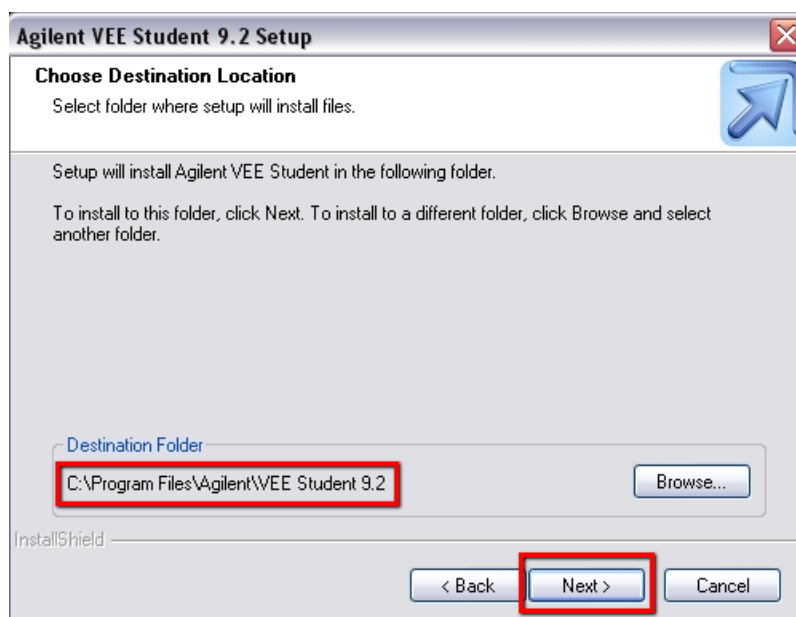 Agilent VEE Student 9.2 Setup
Choose Destination Location
Select folder where setup will install files.
Setup will install Agilent VEE Student in the following folder.
To install to this folder, click Next. To install to a different folder, click Browse and select
another folder.
Destination Folder
C:\Program Files\Agilent\VEE Student 9.2
Browse...
InstallShield
< Back
Next >
Cancel